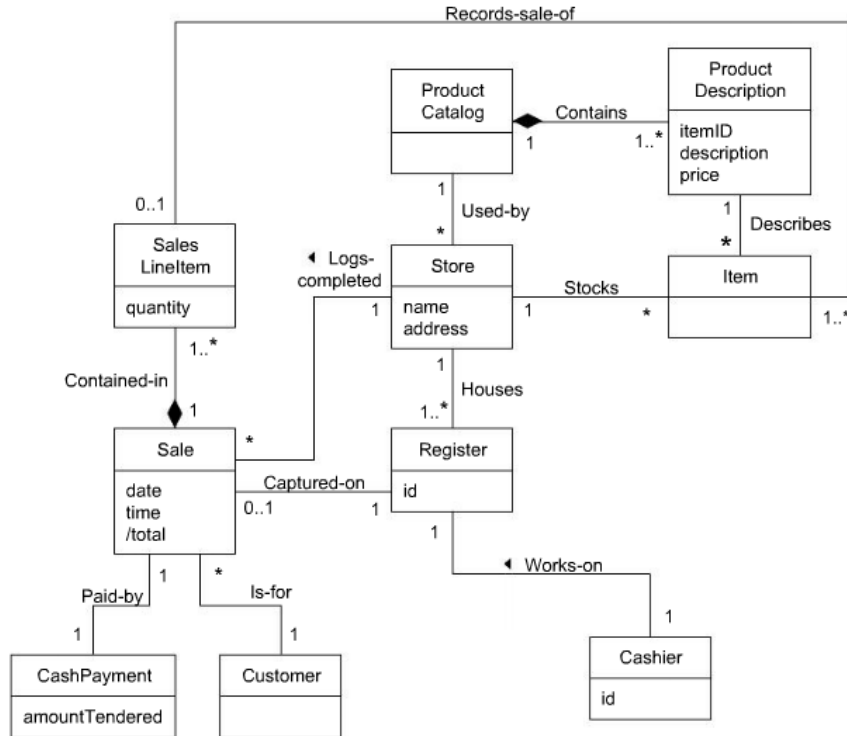 Records-sale-of
Product
Catalog
Contains
1
1..*
Product
Description
itemID
description
price
1
Used-by
*
1
Describes
*
0..1
Sales
LineItem
quantity
1..*
Logs-
completed
1
Store
name
address
1
Stocks
*
Item
1..*
Contained-in
1
1
Houses
1..*
Sale
date
time
/total
*
Captured-on
0..1
1
Register
id
1
Works-on
1
Paid-by
1
1
*
Is-for
1
CashPayment
amountTendered
Customer
Cashier
id